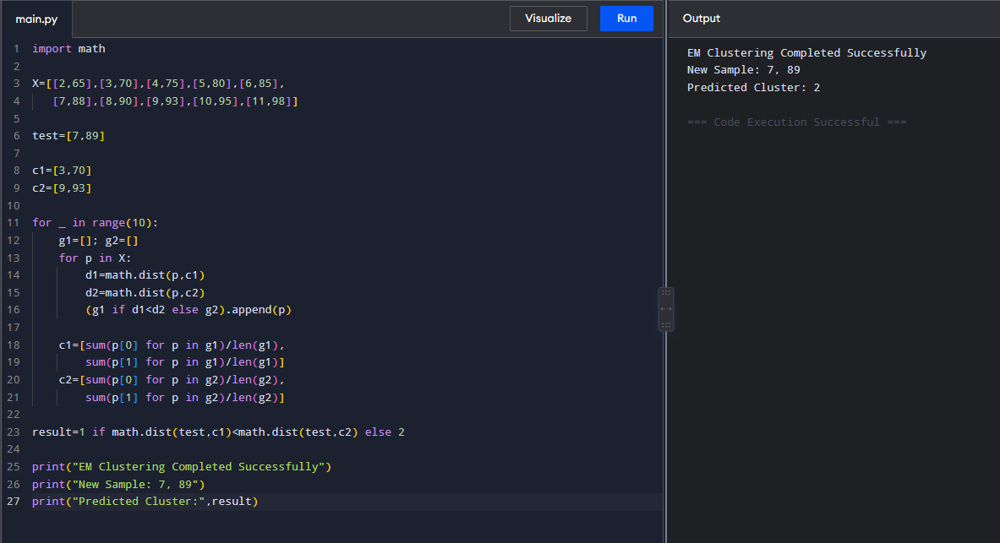 main.py
Visualize
Run
Output
1 import math
2
3 X=[[2,65],[3,70],[4,75],[5,80],[6,85],
4    [7,88],[8,90],[9,93],[10,95],[11,98]]
5
6 test=[7,89]
7
8 c1=[3,70]
9 c2=[9,93]
10
11 for _ in range(10):
12     g1=[]; g2=[]
13     for p in X:
14         d1=math.dist(p,c1)
15         d2=math.dist(p,c2)
16         (g1 if d1<d2 else g2).append(p)
17
18     c1=[sum(p[0] for p in g1)/len(g1),
19         sum(p[1] for p in g1)/len(g1)]
20     c2=[sum(p[0] for p in g2)/len(g2),
21         sum(p[1] for p in g2)/len(g2)]
22
23 result=1 if math.dist(test,c1)<math.dist(test,c2) else 2
24
25 print("EM Clustering Completed Successfully")
26 print("New Sample: 7, 89")
27 print("Predicted Cluster:",result)
EM Clustering Completed Successfully
New Sample: 7, 89
Predicted Cluster: 2
=== Code Execution Successful ===